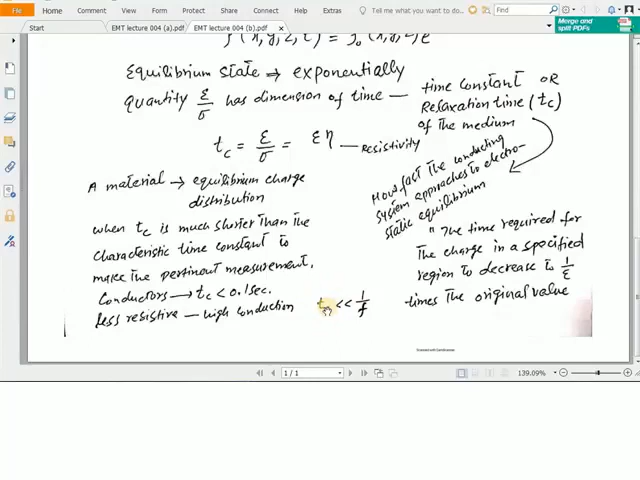 Start
EMT lecture 004 (a).pdf
EMT lecture 004 (b).pdf
Merge and split PDFs
File Home Comment View Form Protect Share Connect Help Extras
Tell me what you want to do...
Find
ρ(x,y,z,t) = ρ₀(x,y,z)e
Equilibrium state ⇒ exponentially
quantity ε/σ has dimension of time —
time constant OR
Relaxation time (tc)
of the medium
tc = ε/σ = εη — resistivity
How fast the conducting
system approaches to electro-
static equilibrium
A material → equilibrium charge
distribution
when tc is much shorter than the
characteristic time constant to
make the pertinent measurement.
Conductors → tc < 0.1 sec.
less resistive — high conduction
<< 1/f
" The time required for
the charge in a specified
region to decrease to 1/ε
times the original value
1 / 1
139.09%